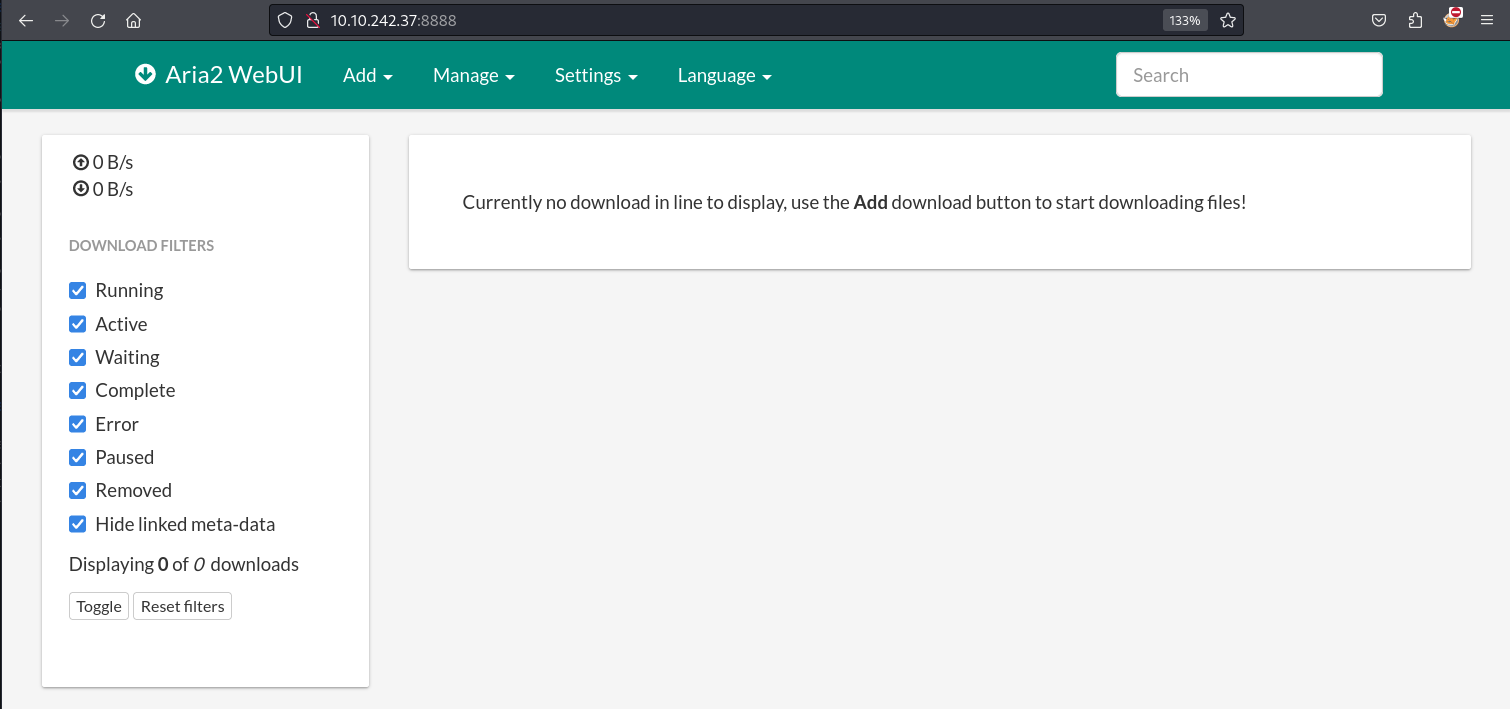 10.10.242.37:8888
133%
Aria2 WebUI Add Manage Settings Language Search
0 B/s
0 B/s
DOWNLOAD FILTERS
Running
Active
Waiting
Complete
Error
Paused
Removed
Hide linked meta-data
Displaying 0 of 0 downloads
Toggle Reset filters
Currently no download in line to display, use the Add download button to start downloading files!